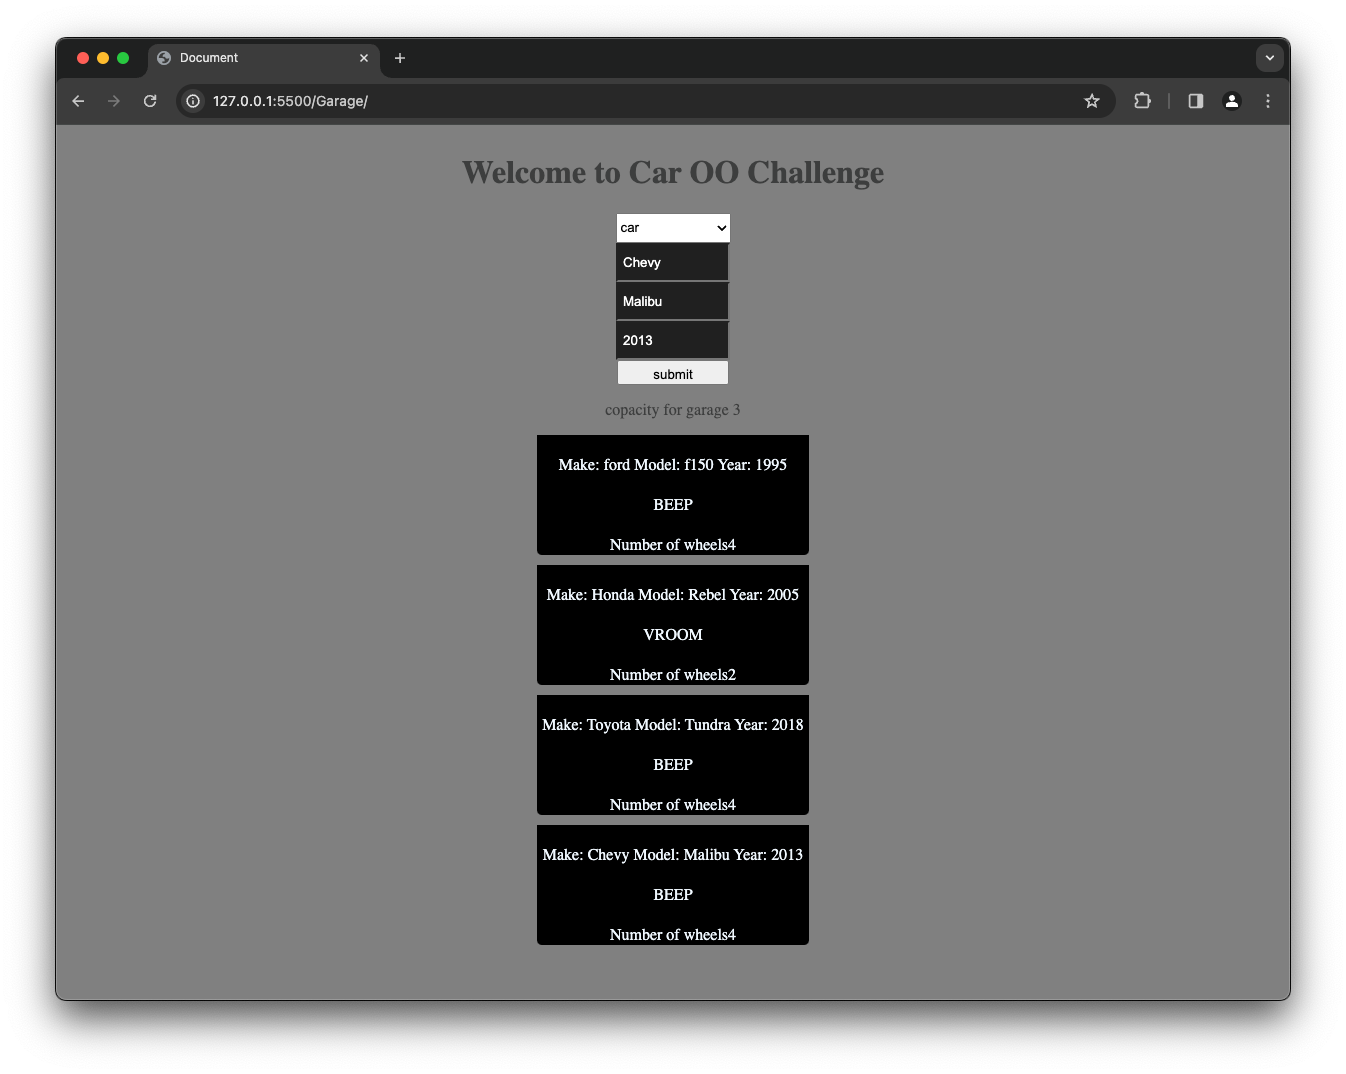 Document
127.0.0.1:5500/Garage/
Welcome to Car OO Challenge
car
Chevy
Malibu
2013
submit
copacity for garage 3
Make: ford Model: f150 Year: 1995
BEEP
Number of wheels4
Make: Honda Model: Rebel Year: 2005
VROOM
Number of wheels2
Make: Toyota Model: Tundra Year: 2018
BEEP
Number of wheels4
Make: Chevy Model: Malibu Year: 2013
BEEP
Number of wheels4